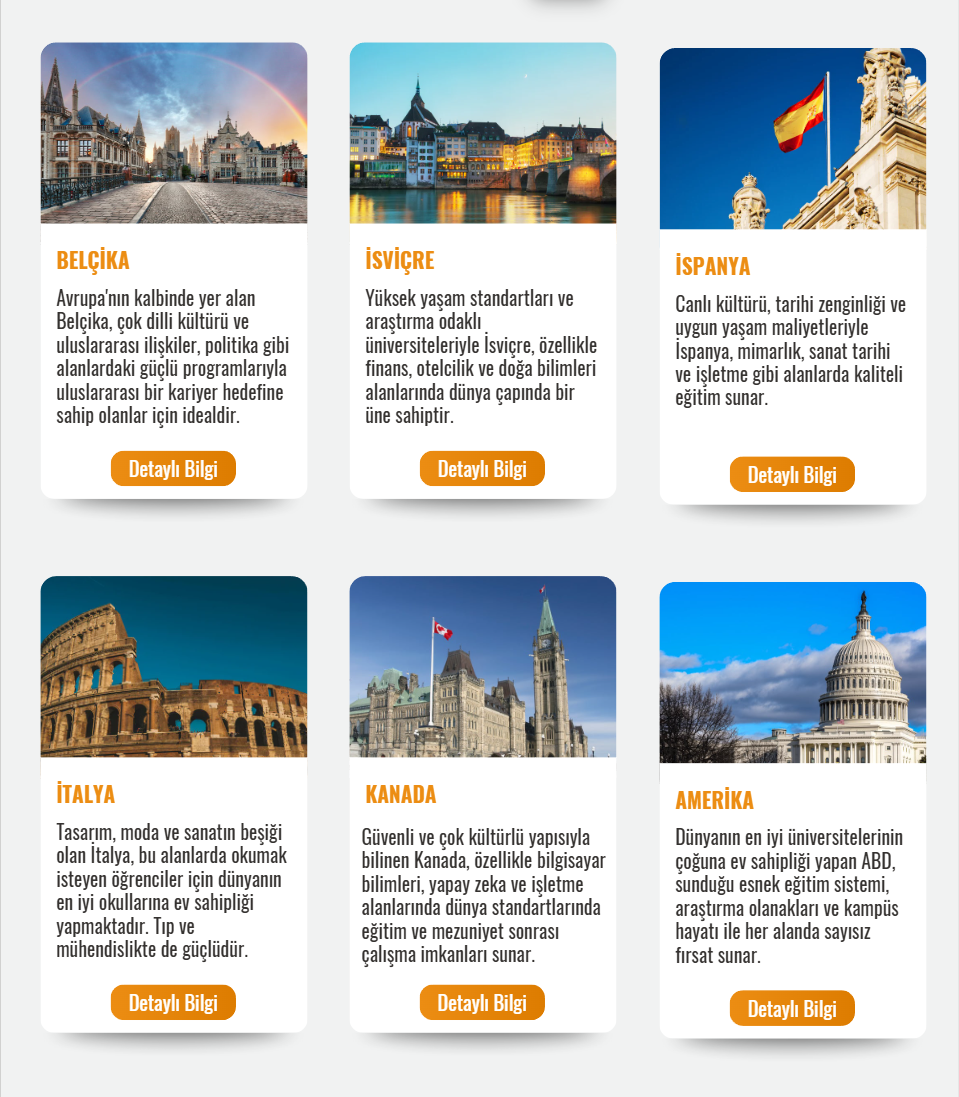 BELÇİKA
Avrupa'nın kalbinde yer alan
Belçika, çok dilli kültürü ve
uluslararası ilişkiler, politika gibi
alanlardaki güçlü programlarıyla
uluslararası bir kariyer hedefine
sahip olanlar için idealdir.
Detaylı Bilgi
İSVİÇRE
Yüksek yaşam standartları ve
araştırma odaklı
üniversiteleriyle İsviçre, özellikle
finans, otelcilik ve doğa bilimleri
alanlarında dünya çapında bir
üne sahiptir.
Detaylı Bilgi
İSPANYA
Canlı kültürü, tarihi zenginliği ve
uygun yaşam maliyetleriyle
İspanya, mimarlık, sanat tarihi
ve işletme gibi alanlarda kaliteli
eğitim sunar.
Detaylı Bilgi
İTALYA
Tasarım, moda ve sanatın beşiği
olan İtalya, bu alanlarda okumak
isteyen öğrenciler için dünyanın
en iyi okullarına ev sahipliği
yapmaktadır. Tıp ve
mühendislikte de güçlüdür.
Detaylı Bilgi
KANADA
Güvenli ve çok kültürlü yapısıyla
bilinen Kanada, özellikle bilgisayar
bilimleri, yapay zeka ve işletme
alanlarında dünya standartlarında
eğitim ve mezuniyet sonrası
çalışma imkanları sunar.
Detaylı Bilgi
AMERİKA
Dünyanın en iyi üniversitelerinin
çoğuna ev sahipliği yapan ABD,
sunduğu esnek eğitim sistemi,
araştırma olanakları ve kampüs
hayatı ile her alanda sayısız
fırsat sunar.
Detaylı Bilgi